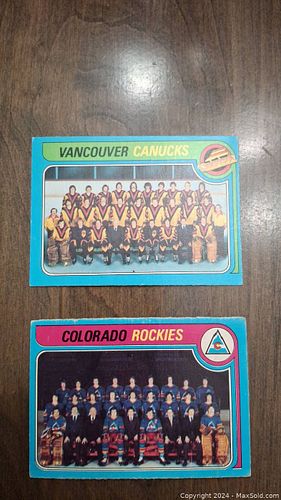 VANCOUVER CANUCKS
COLORADO ROCKIES
Copyright © 2024 - MaxSold.com